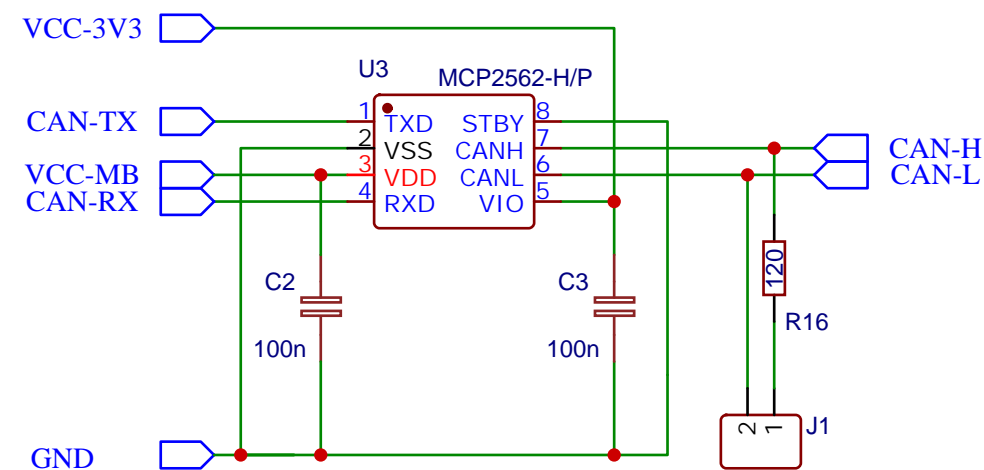 VCC-3V3
U3
MCP2562-H/P
CAN-TX
1
TXD
STBY
8
2
VSS
CANH
7
CAN-H
VCC-MB
3
VDD
CANL
6
CAN-L
CAN-RX
4
RXD
VIO
5
C2
C3
120
R16
100n
100n
2
1
J1
GND